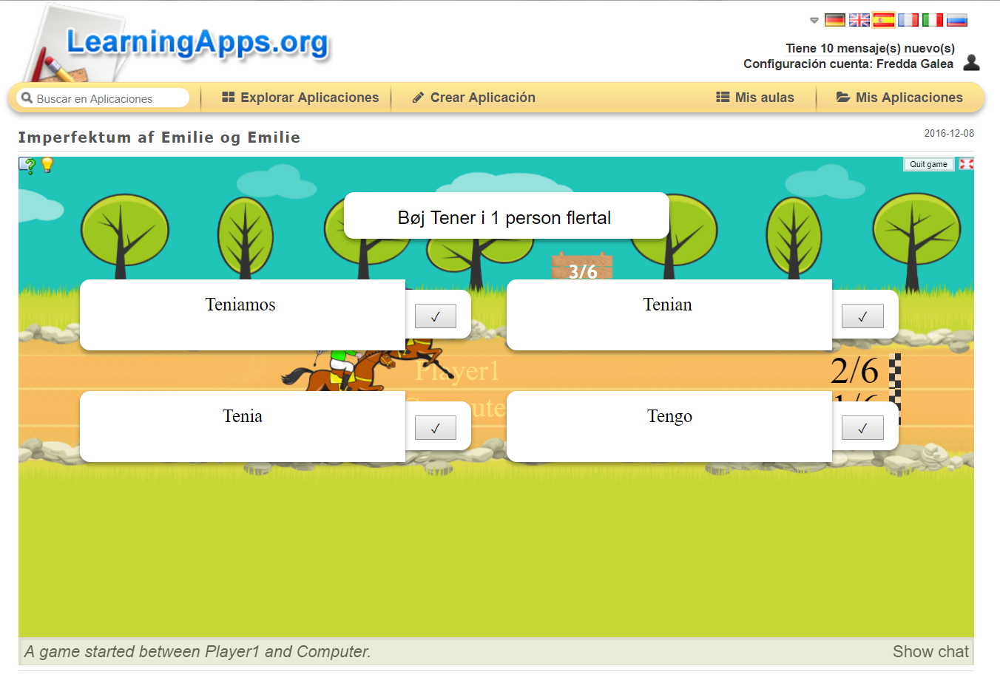 LearningApps.org
Tiene 10 mensaje(s) nuevo(s)
Configuración cuenta: Fredda Galea
Buscar en Aplicaciones
Explorar Aplicaciones
Crear Aplicación
Mis aulas
Mis Aplicaciones
Imperfektum af Emilie og Emilie
2016-12-08
Quit game
Bøj Tener i 1 person flertal
3/6
Teniamos
✓
Tenian
✓
Player1
2/6
Tenia
✓
Tengo
✓
A game started between Player1 and Computer.
Show chat